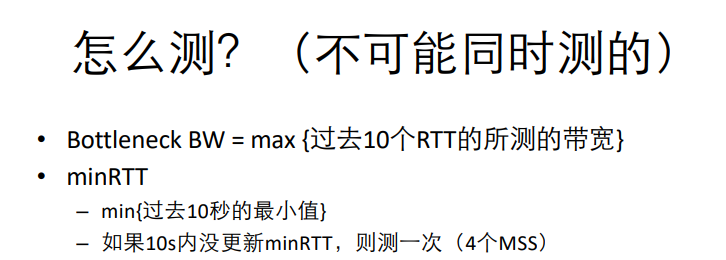 怎么测？（不可能同时测的）
• Bottleneck BW = max {过去10个RTT的所测的带宽}
• minRTT
– min{过去10秒的最小值}
– 如果10s内没更新minRTT，则测一次（4个MSS）